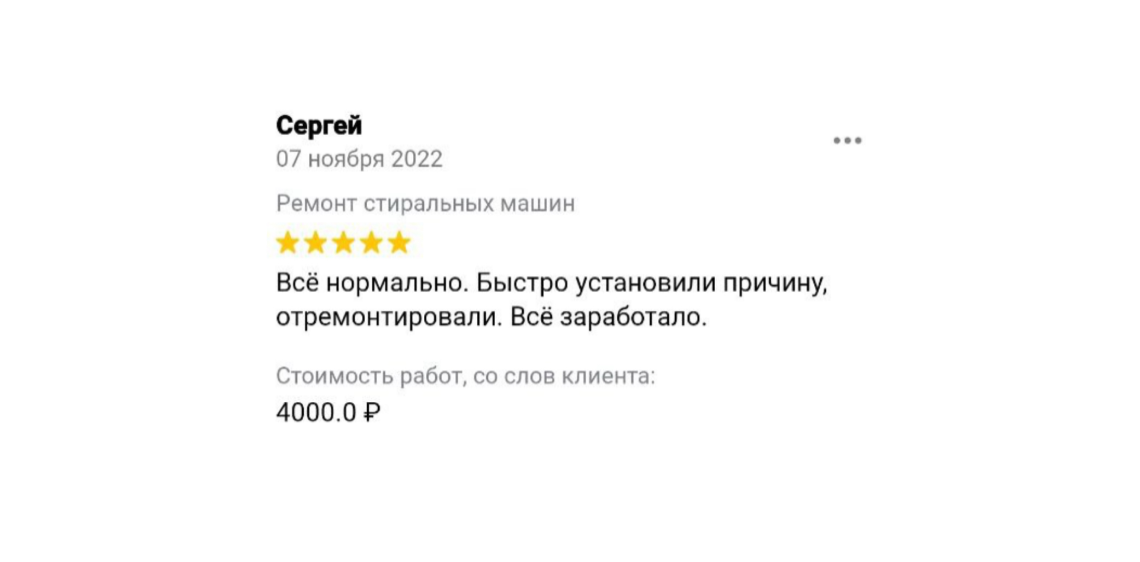 Сергей
07 ноября 2022
Ремонт стиральных машин
Всё нормально. Быстро установили причину,
отремонтировали. Всё заработало.
Стоимость работ, со слов клиента:
4000.0 ₽